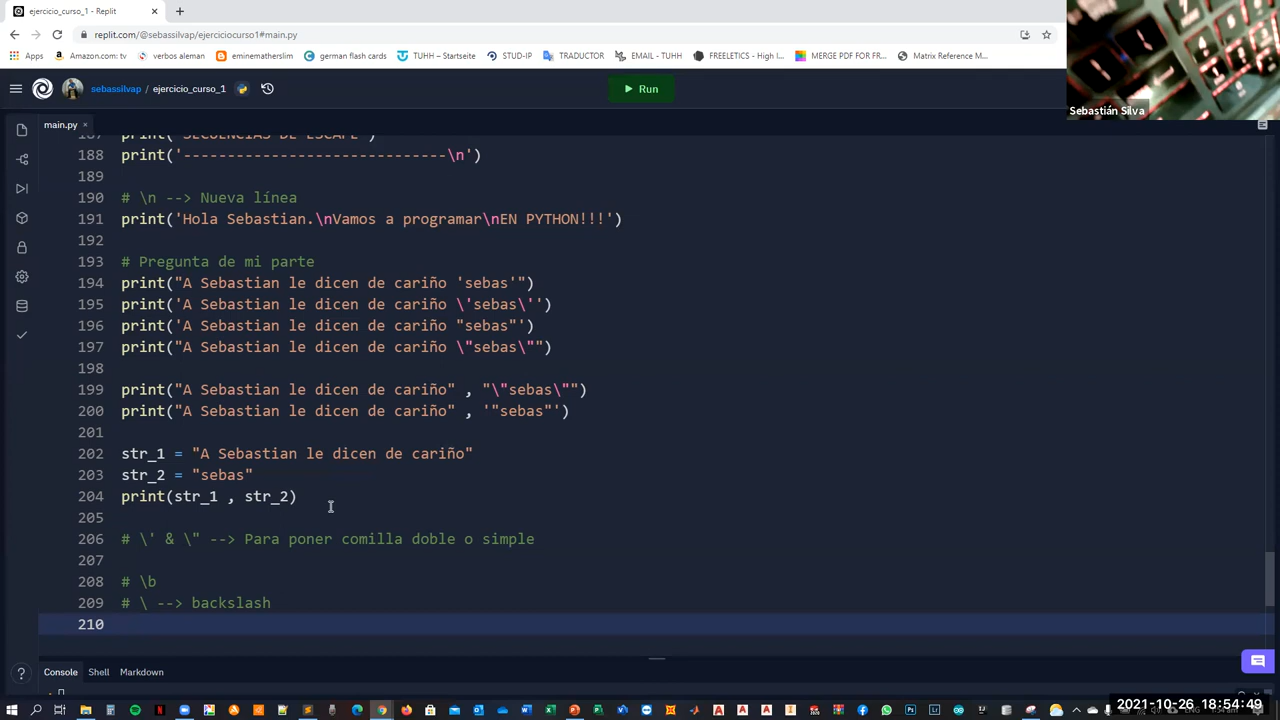 ejercicio_curso_1 - Replit
replit.com/@sebassilvap/ejerciciocurso1#main.py
Apps Amazon.com: tv verbos aleman eninematherslim german flash cards TUHH – Startseite STUD-IP TRADUCTOR EMAIL - TUHH FREELETICS - High I... MERGE PDF FOR FR... Matrix Reference M...
Sebastián Silva
sebassilvap / ejercicio_curso_1 Run
main.py
187 print('SECUENCIAS DE ESCAPE')
188 print('------------------------------\n')
189
190 # \n --> Nueva línea
191 print('Hola Sebastian.\nVamos a programar\nEN PYTHON!!!')
192
193 # Pregunta de mi parte
194 print("A Sebastian le dicen de cariño 'sebas'")
195 print('A Sebastian le dicen de cariño \'sebas\'')
196 print('A Sebastian le dicen de cariño "sebas"')
197 print("A Sebastian le dicen de cariño \"sebas\"")
198
199 print("A Sebastian le dicen de cariño" , "\"sebas\"")
200 print("A Sebastian le dicen de cariño" , '"sebas"')
201
202 str_1 = "A Sebastian le dicen de cariño"
203 str_2 = "sebas"
204 print(str_1 , str_2)
205
206 # \' & \" --> Para poner comilla doble o simple
207
208 # \b
209 # \ --> backslash
210
Console Shell Markdown
2021-10-26 18:54:49